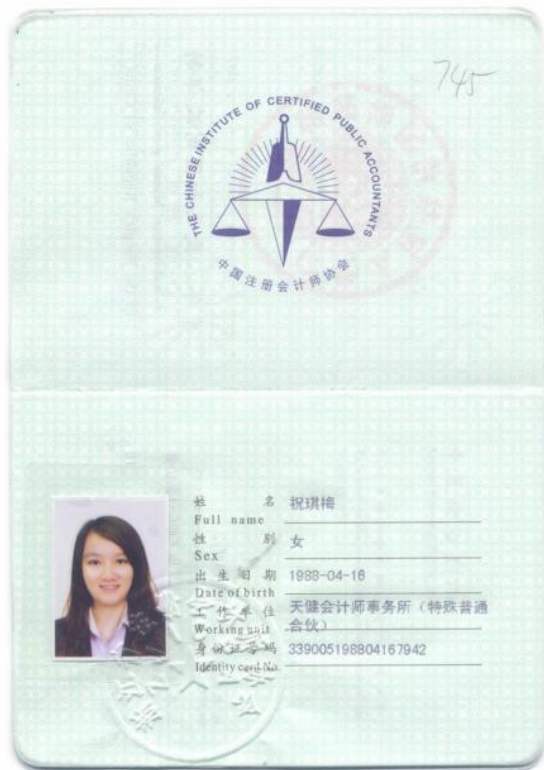 745
THE CHINESE INSTITUTE OF CERTIFIED PUBLIC ACCOUNTANTS
中国注册会计师协会
姓 名 祝琪梅
Full name
性 别 女
Sex
出 生 日 期 1988-04-16
Date of birth
工 作 单 位 天健会计师事务所（特殊普通
Working unit 合伙）
身份证号码 339005198804167942
Identity card No.